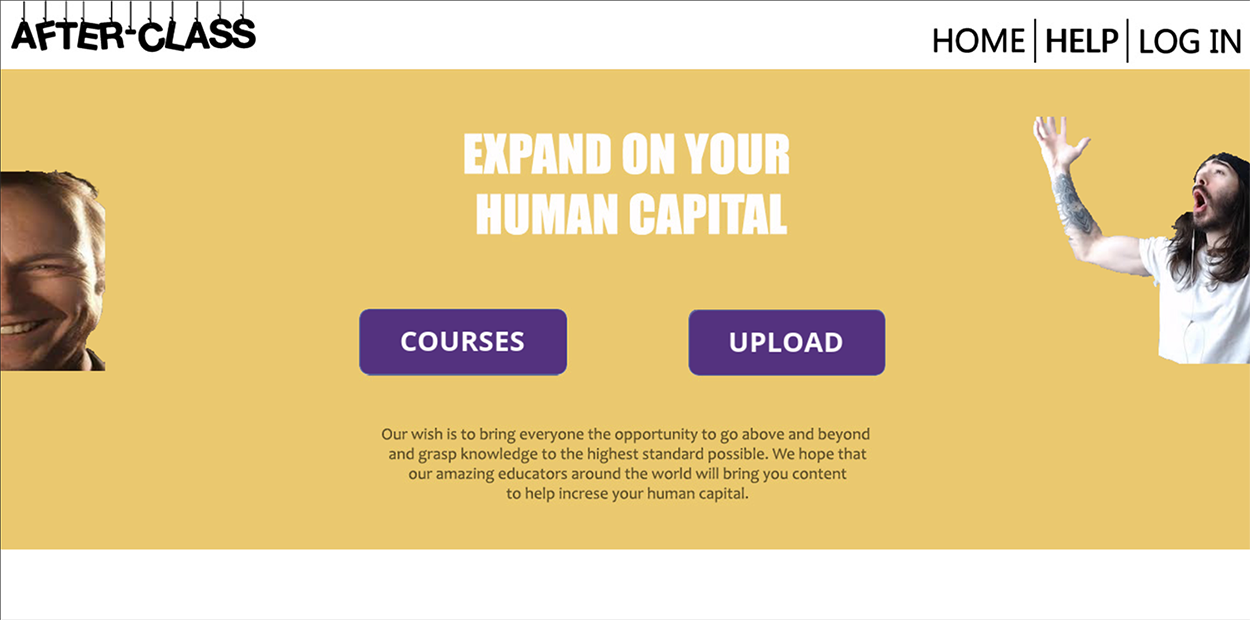 AFTER-CLASS
HOME HELP LOG IN
EXPAND ON YOUR
HUMAN CAPITAL
COURSES
UPLOAD
Our wish is to bring everyone the opportunity to go above and beyond
and grasp knowledge to the highest standard possible. We hope that
our amazing educators around the world will bring you content
to help increse your human capital.